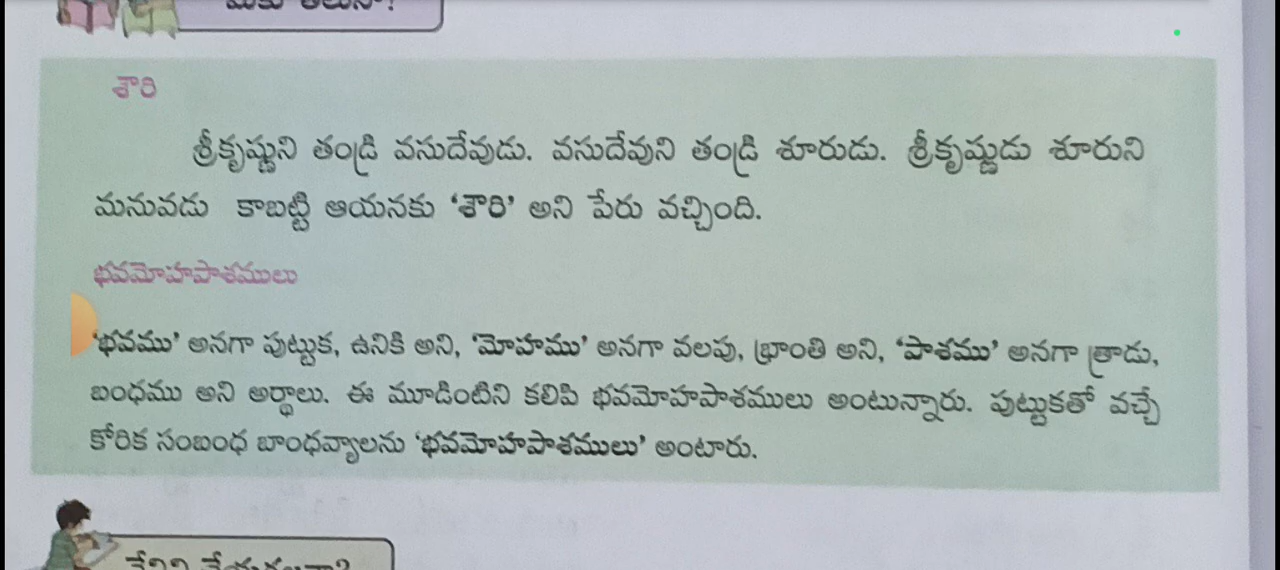 మీకు తెలుసా?
శౌరి
శ్రీకృష్ణుని తండ్రి వసుదేవుడు. వసుదేవుని తండ్రి శూరుడు. శ్రీకృష్ణుడు శూరుని
మనువడు కాబట్టి ఆయనకు ‘శౌరి’ అని పేరు వచ్చింది.
భవమోహపాశములు
‘భవము’ అనగా పుట్టుక, ఉనికి అని, ‘మోహము’ అనగా వలపు, భ్రాంతి అని, ‘పాశము’ అనగా త్రాడు,
బంధము అని అర్థాలు. ఈ మూడింటిని కలిపి భవమోహపాశములు అంటున్నారు. పుట్టుకతో వచ్చే
కోరిక సంబంధ బాంధవ్యాలను ‘భవమోహపాశములు’ అంటారు.